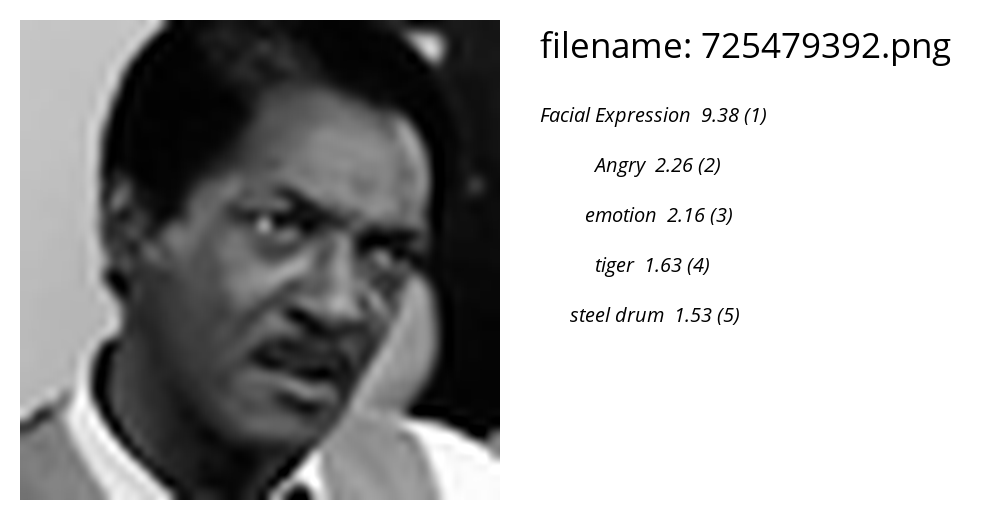 filename: 725479392.png
Facial Expression 9.38 (1)
Angry 2.26 (2)
emotion 2.16 (3)
tiger 1.63 (4)
steel drum 1.53 (5)